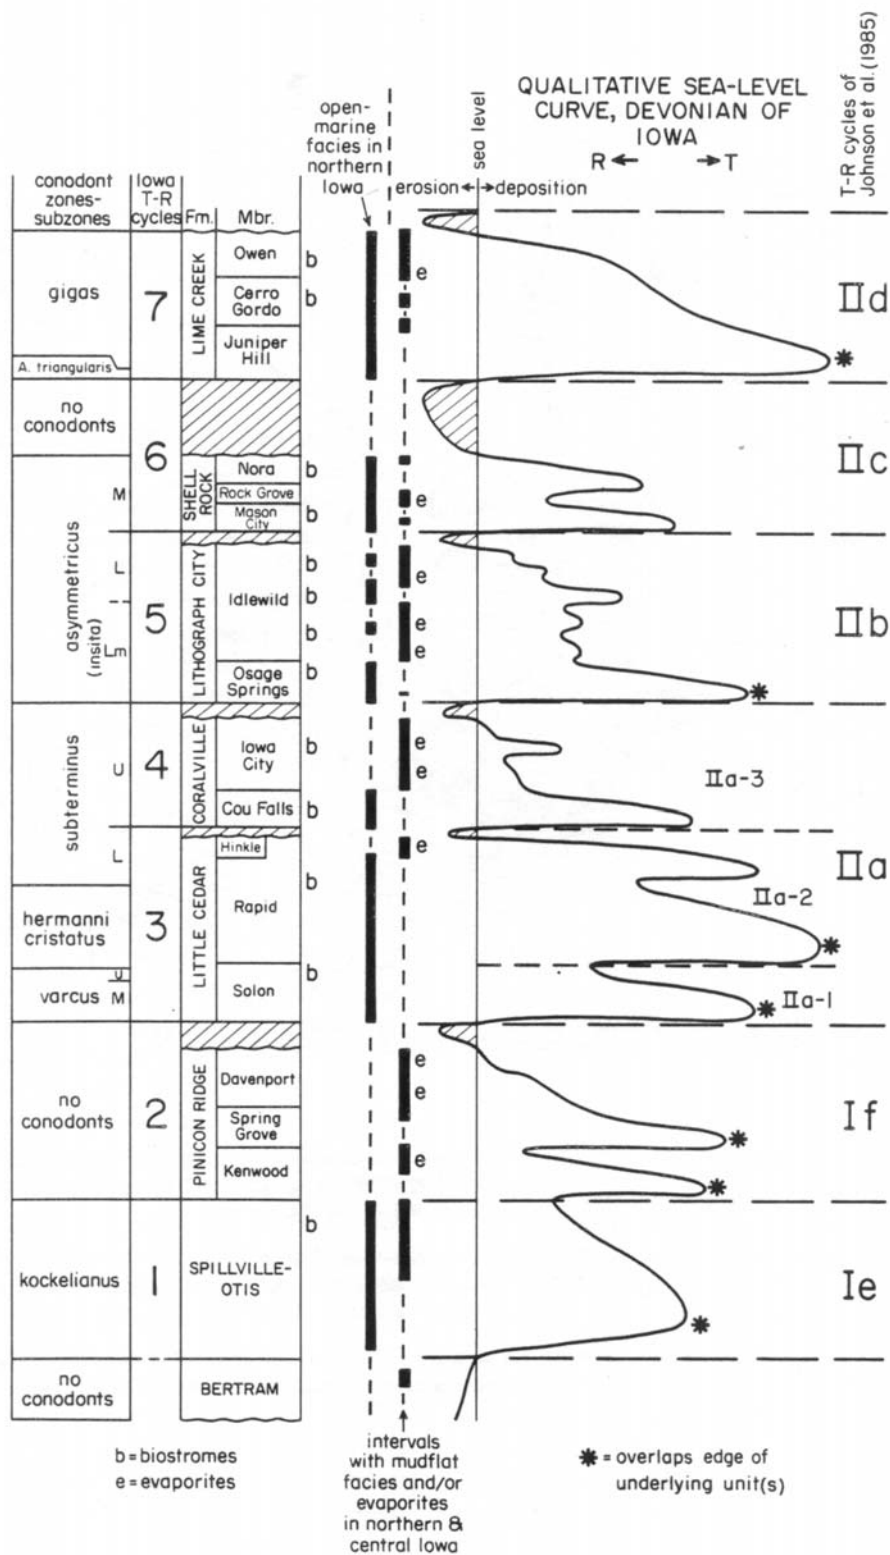 QUALITATIVE SEA-LEVEL
CURVE, DEVONIAN OF
IOWA
R T
sea level
erosion deposition
T-R cycles of
Johnson et al. (1985)
open-
marine
facies in
northern
Iowa
conodont
zones-
subzones
Iowa
T-R
cycles
Fm. Mbr.
gigas
A. triangularis
7
LIME CREEK
Owen
Cerro
Gordo
Juniper
Hill
b
b
e
IId
no
conodonts
6
M
SHELL
ROCK
Nora
Rock Grove
Mason
City
b
b
e
IIc
asymmetricus
(insita)
L
Lm
5
LITHOGRAPH CITY
Idlewild
Osage
Springs
b
b
b
b
e
e
e
IIb
subterminus
U
L
4
CORALVILLE
Iowa
City
Cou Falls
b
b
e
e
IIa-3
IIa
hermanni
cristatus
3
LITTLE CEDAR
Hinkle
Rapid
Solon
b
b
e
IIa-2
IIa-1
varcus
U
M
no
conodonts
2
PINICON RIDGE
Davenport
Spring
Grove
Kenwood
e
e
e
If
kockelianus
1
SPILLVILLE-
OTIS
b
Ie
no
conodonts
BERTRAM
b = biostromes
e = evaporites
intervals
with mudflat
facies and/or
evaporites
in northern &
central Iowa
✱ = overlaps edge of
underlying unit(s)